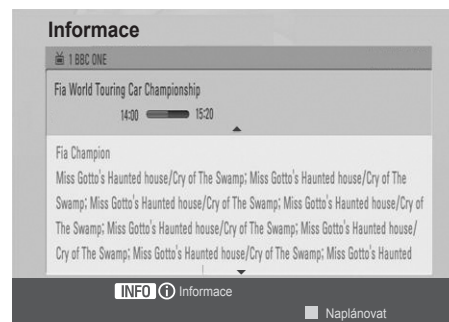 Informace
1 BBC ONE
Fia World Touring Car Championship
14:00 15:20
Fia Champion
Miss Gotto's Haunted house/Cry of The Swamp; Miss Gotto's Haunted house/Cry of The
Swamp; Miss Gotto's Haunted house/Cry of The Swamp; Miss Gotto's Haunted house/Cry of
The Swamp; Miss Gotto's Haunted house/Cry of The Swamp; Miss Gotto's Haunted house/
Cry of The Swamp; Miss Gotto's Haunted house/Cry of The Swamp; Miss Gotto's Haunted
INFO i Informace
Naplánovat